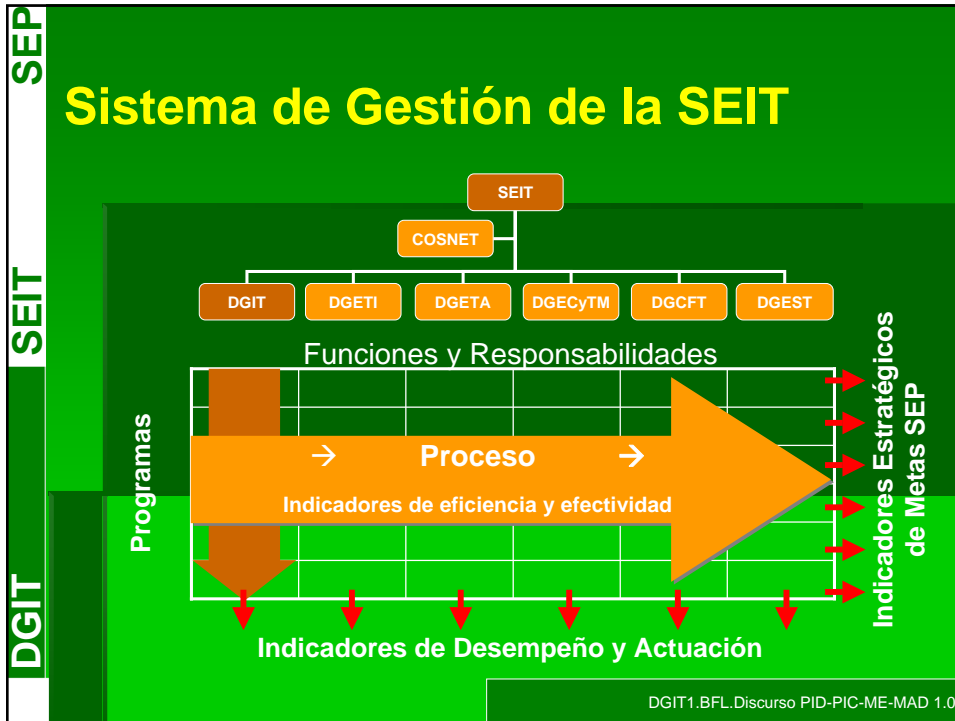 SEP
SEIT
DGIT
Sistema de Gestión de la SEIT
SEIT
COSNET
DGIT DGETI DGETA DGECyTM DGCFT DGEST
Funciones y Responsabilidades
Programas
→ Proceso →
Indicadores de eficiencia y efectividad
Indicadores Estratégicos
de Metas SEP
Indicadores de Desempeño y Actuación
DGIT1.BFL.Discurso PID-PIC-ME-MAD 1.0